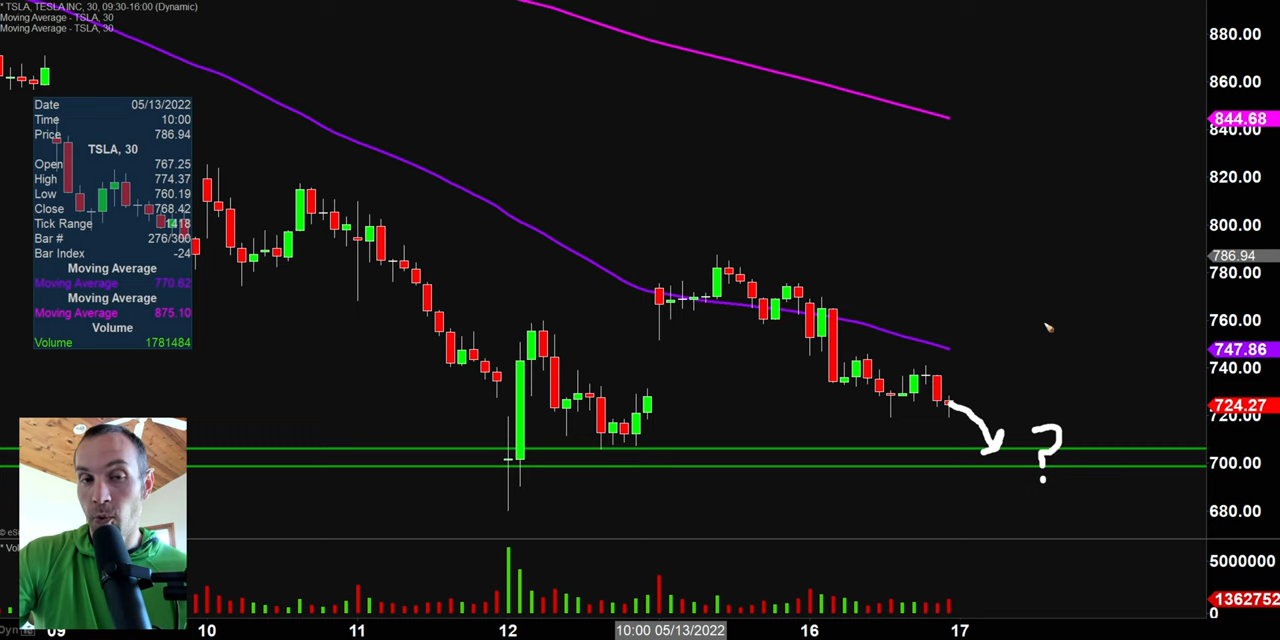 * TSLA, TESLA INC, 30, 09:30-16:00 (Dynamic)
Moving Average - TSLA, 30
Moving Average - TSLA, 30
Date 05/13/2022
Time 10:00
Price 786.94
TSLA, 30
Open 767.25
High 774.37
Low 760.19
Close 768.42
Tick Range 1418
Bar # 276/300
Bar Index -24
Moving Average
Moving Average 770.62
Moving Average
Moving Average 875.10
Volume
Volume 1781484
880.00
860.00
844.68
840.00
820.00
800.00
786.94
780.00
760.00
747.86
740.00
724.27
720.00
700.00
680.00
?
5000000
1362752
0
09 10 11 12 10:00 05/13/2022 16 17